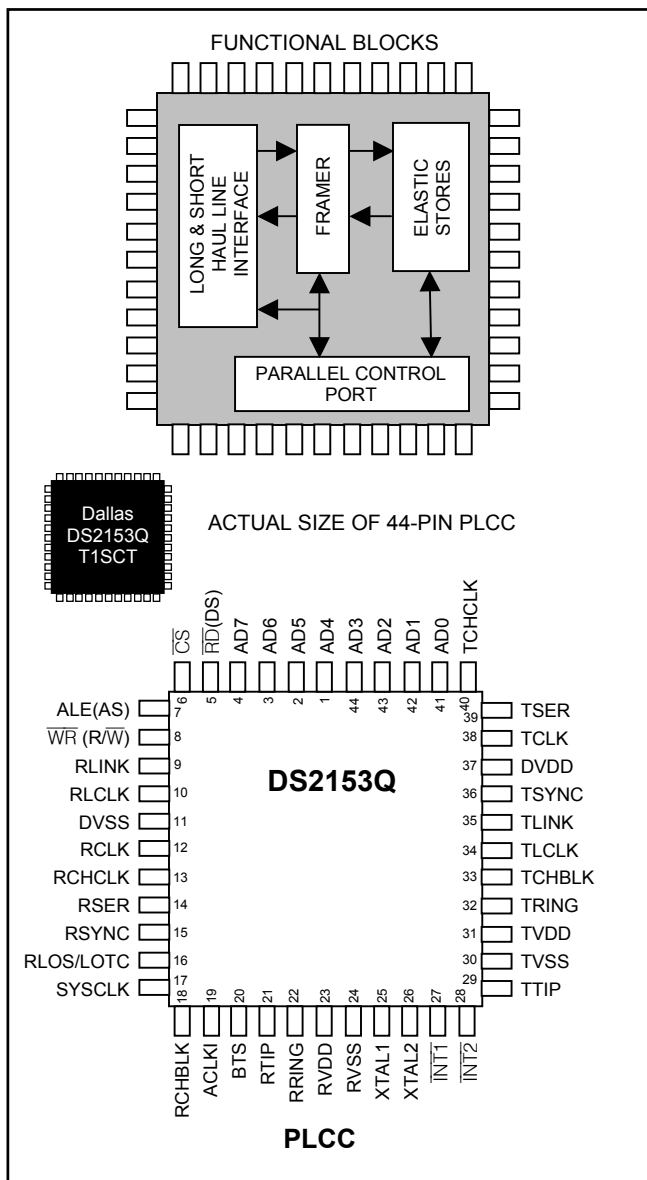 FUNCTIONAL BLOCKS
LONG & SHORT
HAUL LINE
INTERFACE
FRAMER
ELASTIC
STORES
PARALLEL CONTROL
PORT
Dallas
DS2153Q
T1SCT
ACTUAL SIZE OF 44-PIN PLCC
CS
RD(DS)
AD7
AD6
AD5
AD4
AD3
AD2
AD1
AD0
TCHCLK
6
5
4
3
2
1
44
43
42
41
40
ALE(AS) 7
WR (R/W) 8
RLINK 9
RLCLK 10
DVSS 11
RCLK 12
RCHCLK 13
RSER 14
RSYNC 15
RLOS/LOTC 16
SYSCLK 17
DS2153Q
39 TSER
38 TCLK
37 DVDD
36 TSYNC
35 TLINK
34 TLCLK
33 TCHBLK
32 TRING
31 TVDD
30 TVSS
29 TTIP
18
19
20
21
22
23
24
25
26
27
28
RCHBLK
ACLKI
BTS
RTIP
RRING
RVDD
RVSS
XTAL1
XTAL2
INT1
INT2
PLCC